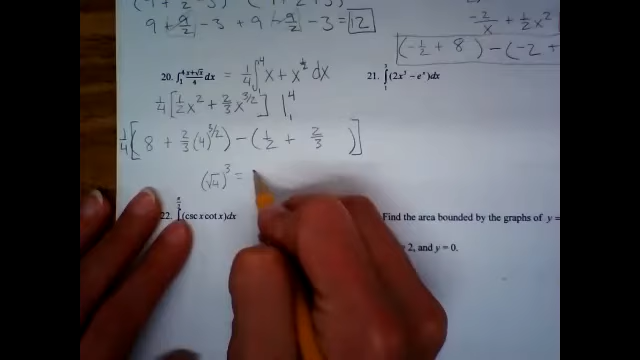 9 + 9/2 - 3 + 9 + 9/2 - 3 = 12
-2/x + 1/2 x²
(-1/2 + 8) - (-2 +
20. ∫₁⁴ (x+√x)/4 dx = 1/4 ∫₁⁴ x + x^(1/2) dx
21. ∫ (2x³ - eˣ)dx
1/4 [1/2 x² + 2/3 x^(3/2)] |₁⁴
1/4 [8 + 2/3 (4)^(3/2)) - (1/2 + 2/3 )]
(√4)³ =
22. ∫ (csc x cot x)dx
Find the area bounded by the graphs of y =
= 2, and y = 0.